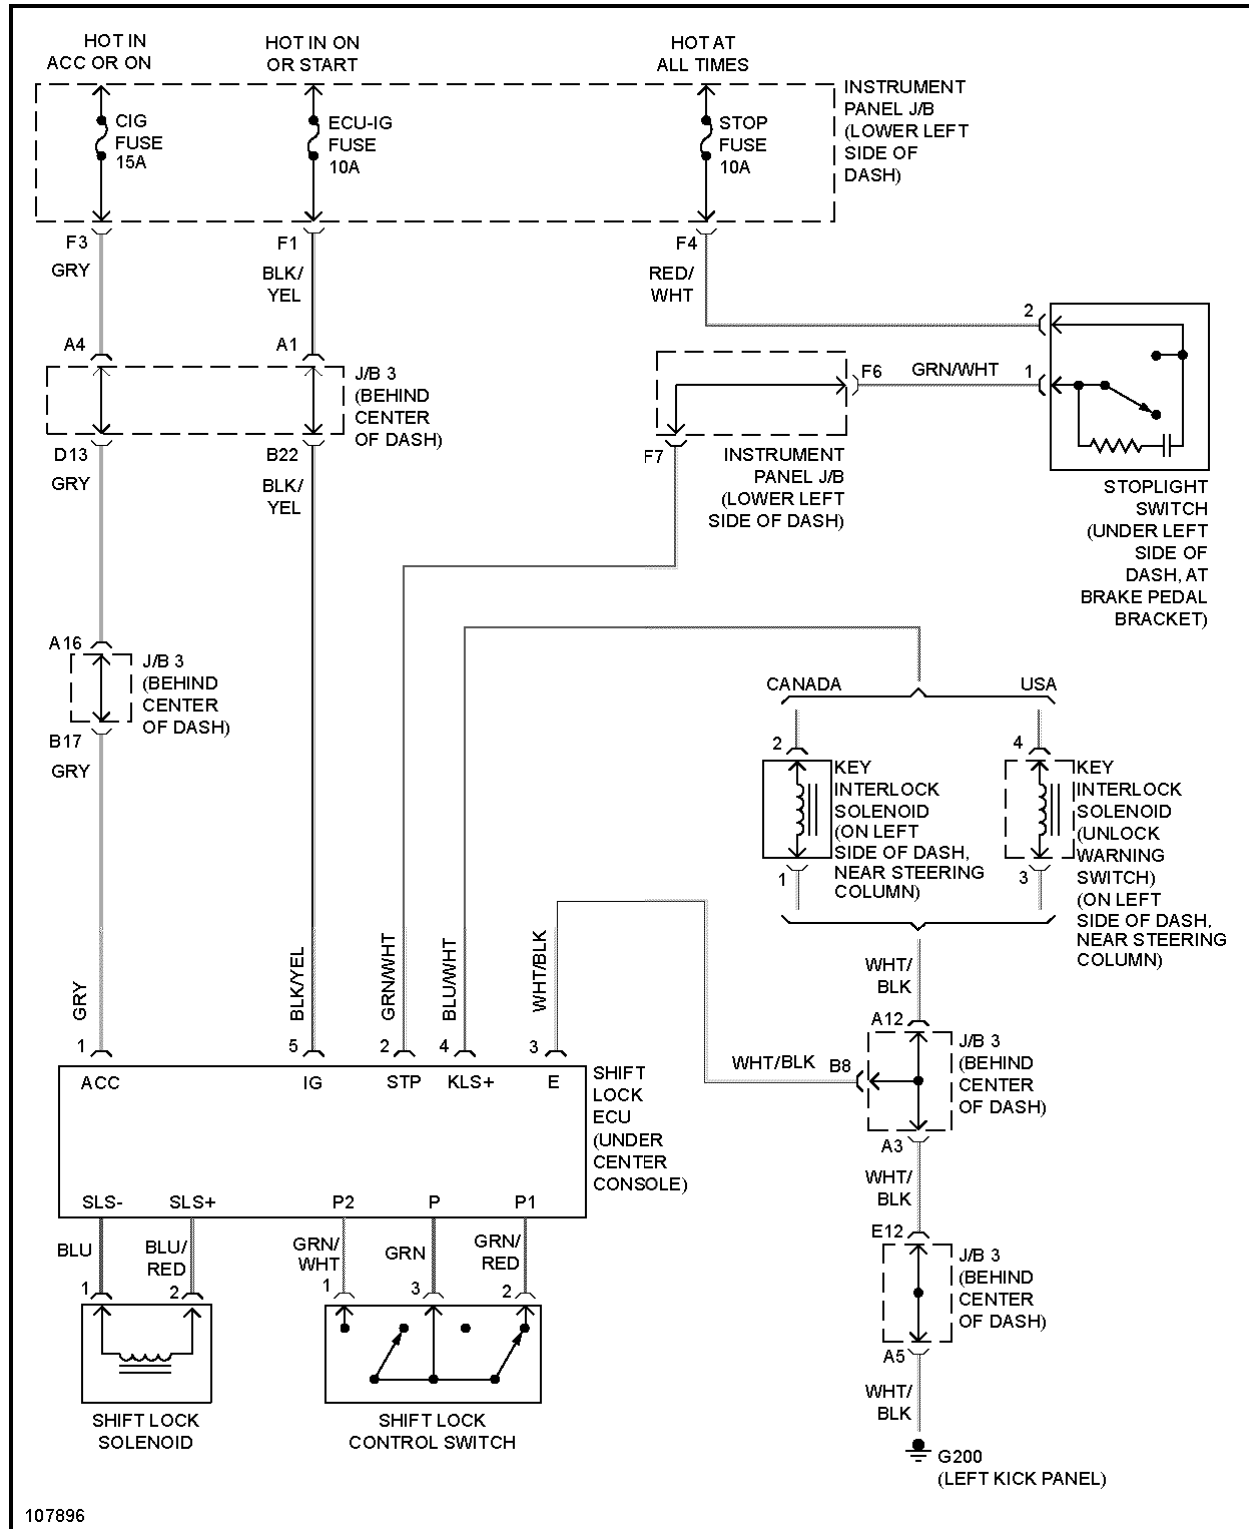 HOT IN
ACC OR ON
HOT IN ON
OR START
HOT AT
ALL TIMES
CIG
FUSE
15A
ECU-IG
FUSE
10A
STOP
FUSE
10A
INSTRUMENT
PANEL J/B
(LOWER LEFT
SIDE OF
DASH)
F3
GRY
F1
BLK/
YEL
F4
RED/
WHT
A4
A1
J/B 3
(BEHIND
CENTER
OF DASH)
2
F6
GRN/WHT
1
D13
GRY
B22
BLK/
YEL
F7
INSTRUMENT
PANEL J/B
(LOWER LEFT
SIDE OF DASH)
STOPLIGHT
SWITCH
(UNDER LEFT
SIDE OF
DASH, AT
BRAKE PEDAL
BRACKET)
A16
J/B 3
(BEHIND
CENTER
OF DASH)
B17
GRY
CANADA
USA
2
KEY
INTERLOCK
SOLENOID
(ON LEFT
SIDE OF DASH,
NEAR STEERING
COLUMN)
1
4
KEY
INTERLOCK
SOLENOID
(UNLOCK
WARNING
SWITCH)
(ON LEFT
SIDE OF DASH,
NEAR STEERING
COLUMN)
3
GRY
BLK/YEL
GRN/WHT
BLU/WHT
WHT/BLK
WHT/
BLK
A12
J/B 3
(BEHIND
CENTER
OF DASH)
WHT/BLK
B8
A3
1
5
2
4
3
ACC
IG
STP
KLS+
E
SHIFT
LOCK
ECU
(UNDER
CENTER
CONSOLE)
SLS-
SLS+
P2
P
P1
WHT/
BLK
BLU
BLU/
RED
GRN/
WHT
GRN
GRN/
RED
E12
J/B 3
(BEHIND
CENTER
OF DASH)
A5
1
2
1
3
2
SHIFT LOCK
SOLENOID
SHIFT LOCK
CONTROL SWITCH
WHT/
BLK
G200
(LEFT KICK PANEL)
107896